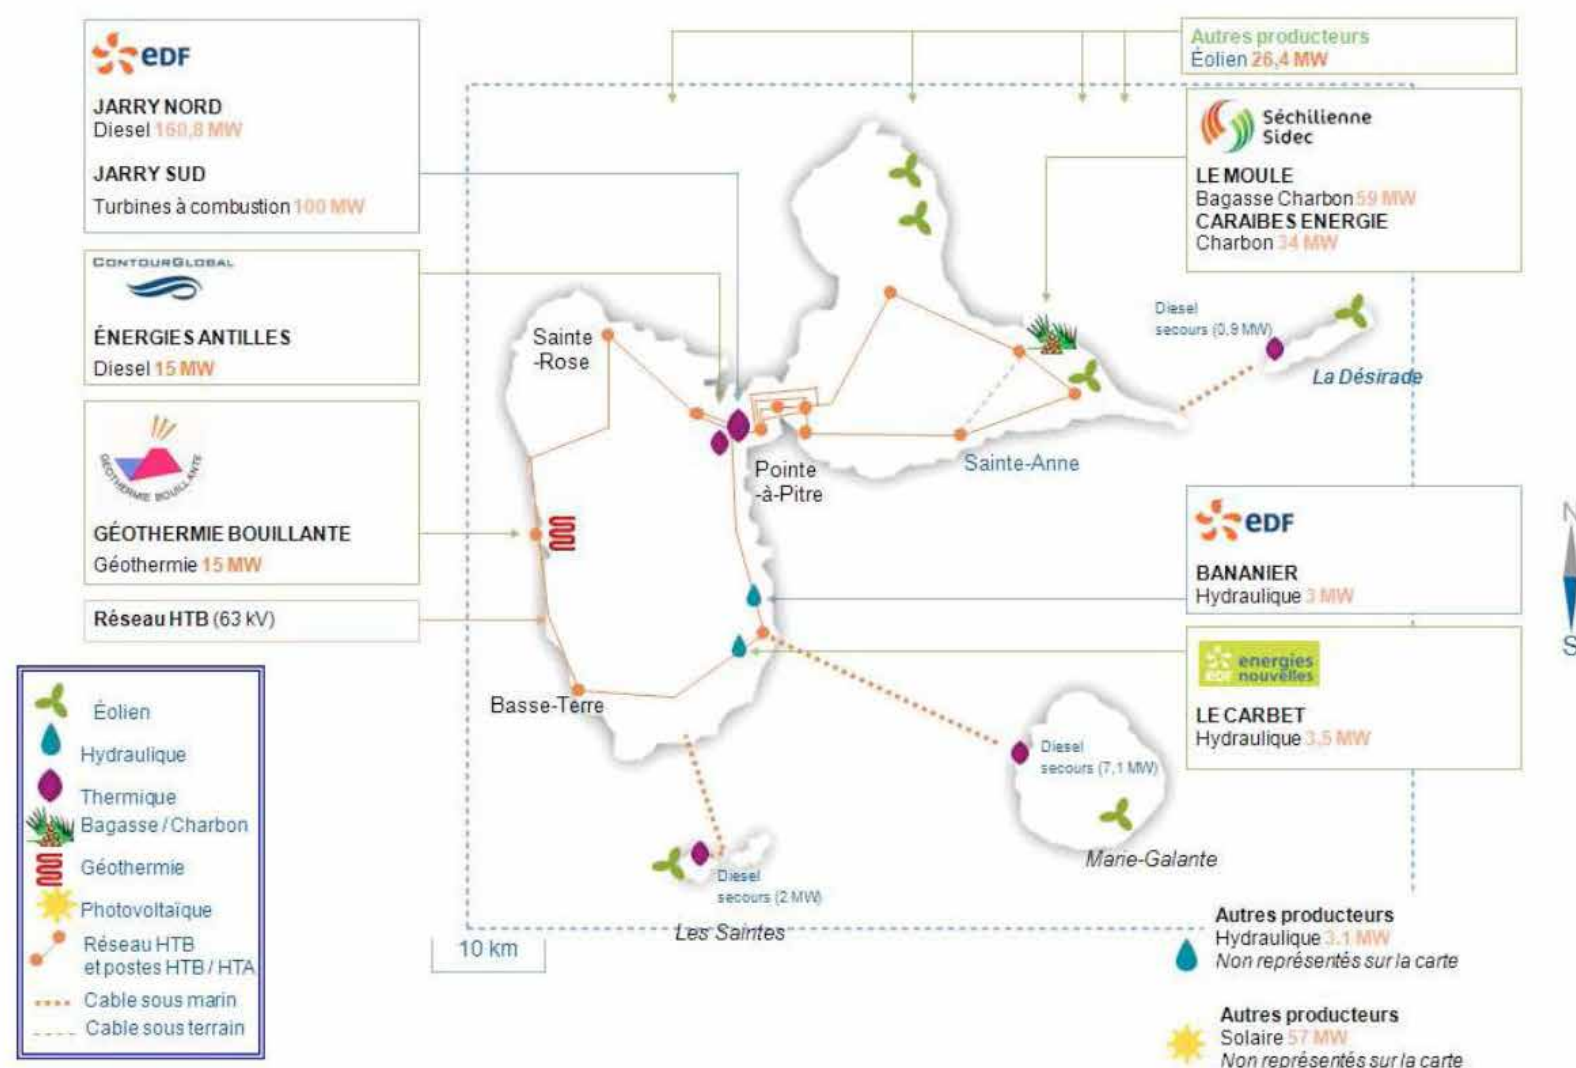 eDF
JARRY NORD
Diesel 160,8 MW
JARRY SUD
Turbines à combustion 100 MW
CONTOURGLOBAL
ÉNERGIES ANTILLES
Diesel 15 MW
GÉOTHERMIE BOUILLANTE
GÉOTHERMIE BOUILLANTE
Géothermie 15 MW
Réseau HTB (63 kV)
Éolien
Hydraulique
Thermique
Bagasse / Charbon
Géothermie
Photovoltaïque
Réseau HTB
et postes HTB / HTA
Cable sous marin
Cable sous terrain
Sainte
-Rose
Pointe
-à-Pitre
Basse-Terre
Sainte-Anne
Diesel
secours (0,9 MW)
La Désirade
Diesel
secours (7,1 MW)
Marie-Galante
Diesel
secours (2 MW)
Les Saintes
10 km
Autres producteurs
Éolien 26,4 MW
Séchilienne
Sidec
LE MOULE
Bagasse Charbon 59 MW
CARAIBES ENERGIE
Charbon 34 MW
eDF
BANANIER
Hydraulique 3 MW
eDF energies
nouvelles
LE CARBET
Hydraulique 3,5 MW
Autres producteurs
Hydraulique 3.1 MW
Non représentés sur la carte
Autres producteurs
Solaire 57 MW
Non représentés sur la carte
N
S